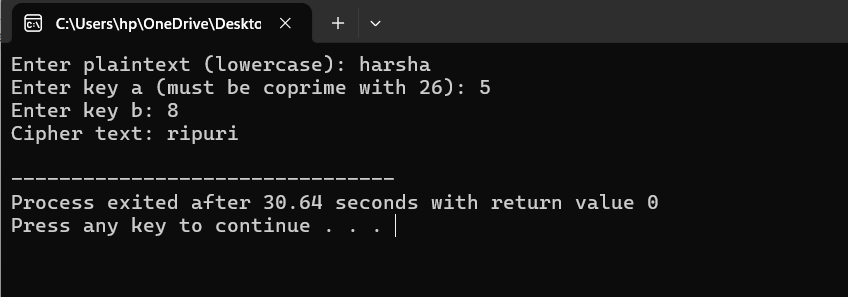 C:\Users\hp\OneDrive\Deskto
Enter plaintext (lowercase): harsha
Enter key a (must be coprime with 26): 5
Enter key b: 8
Cipher text: ripuri
--------------------------------
Process exited after 30.64 seconds with return value 0
Press any key to continue . . .